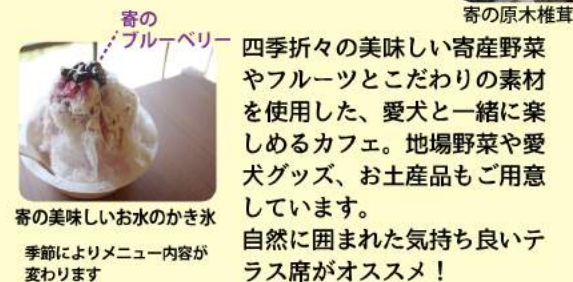 寄の原木椎茸
寄の
ブルーベリー
四季折々の美味しい寄産野菜
やフルーツとこだわりの素材
を使用した、愛犬と一緒に楽
しめるカフェ。地場野菜や愛
犬グッズ、お土産品もご用意
しています。
自然に囲まれた気持ち良いテ
ラス席がオススメ！
寄の美味しいお水のかき氷
季節によりメニュー内容が
変わります